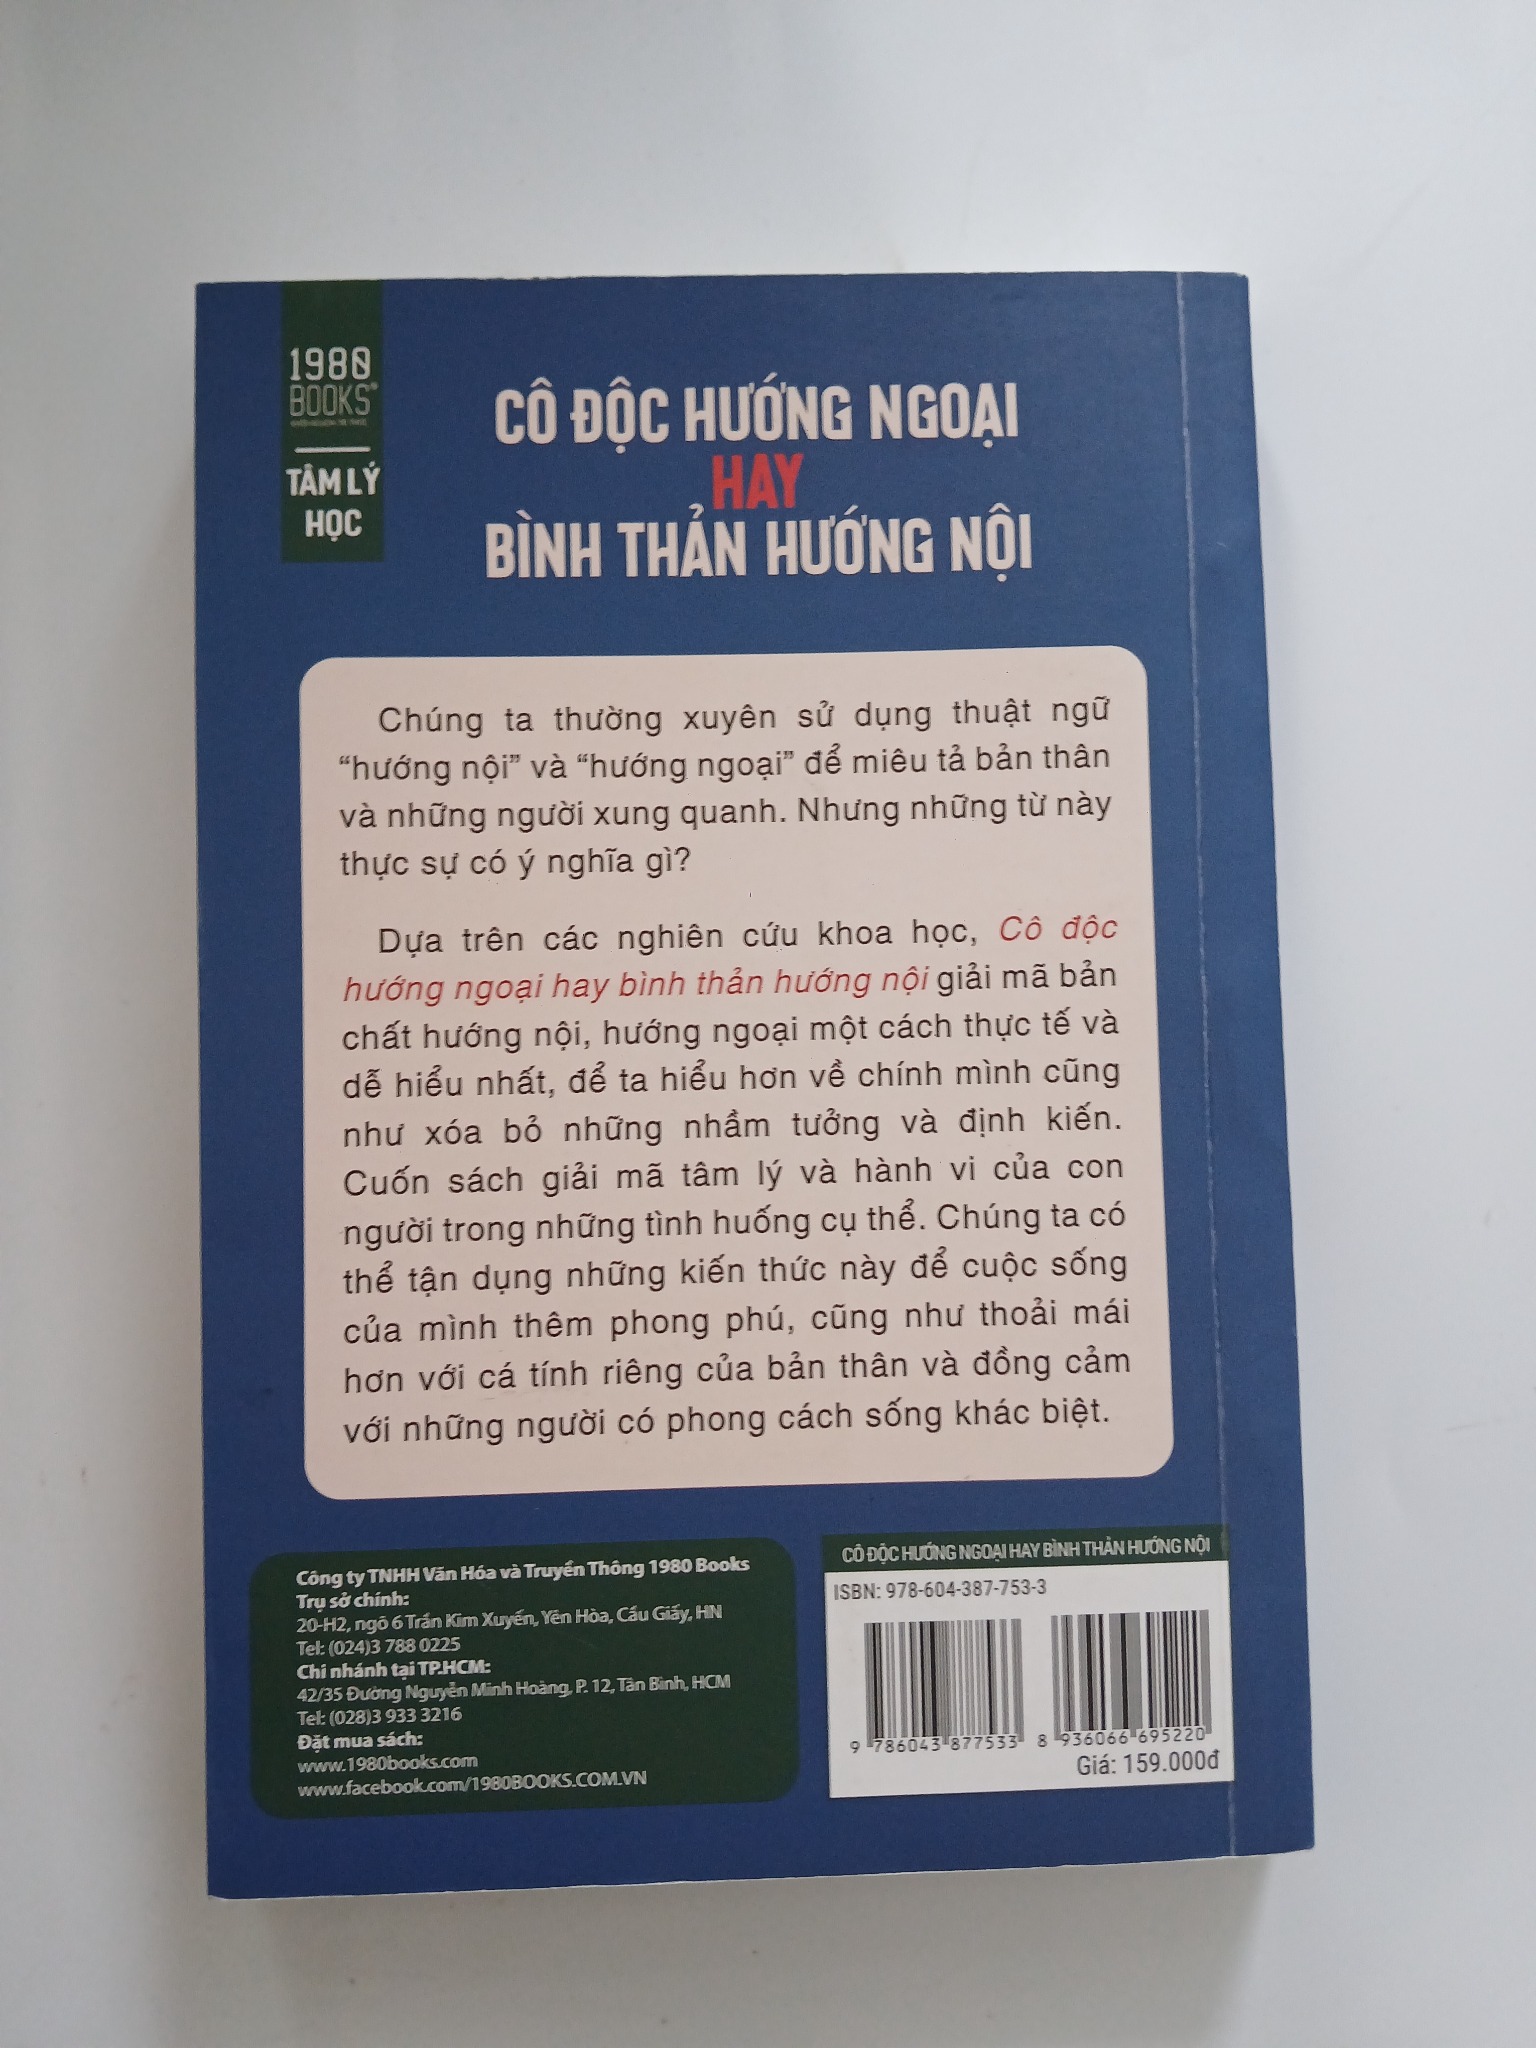 1980
BOOKS®
TÂM LÝ
HỌC
CÔ ĐỘC HƯỚNG NGOẠI
HAY
BÌNH THẢN HƯỚNG NỘI
Chúng ta thường xuyên sử dụng thuật ngữ
“hướng nội” và “hướng ngoại” để miêu tả bản thân
và những người xung quanh. Nhưng những từ này
thực sự có ý nghĩa gì?
Dựa trên các nghiên cứu khoa học, Cô độc
hướng ngoại hay bình thản hướng nội giải mã bản
chất hướng nội, hướng ngoại một cách thực tế và
dễ hiểu nhất, để ta hiểu hơn về chính mình cũng
như xóa bỏ những nhầm tưởng và định kiến.
Cuốn sách giải mã tâm lý và hành vi của con
người trong những tình huống cụ thể. Chúng ta có
thể tận dụng những kiến thức này để cuộc sống
của mình thêm phong phú, cũng như thoải mái
hơn với cá tính riêng của bản thân và đồng cảm
với những người có phong cách sống khác biệt.
Công ty TNHH Văn Hóa và Truyền Thông 1980 Books
Trụ sở chính:
20-H2, ngõ 6 Trần Kim Xuyến, Yên Hòa, Cầu Giấy, HN
Tel: (024)3 788 0225
Chi nhánh tại TP.HCM:
42/35 Đường Nguyễn Minh Hoàng, P. 12, Tân Bình, HCM
Tel: (028)3 933 3216
Đặt mua sách:
www.1980books.com
www.facebook.com/1980BOOKS.COM.VN
CÔ ĐỘC HƯỚNG NGOẠI HAY BÌNH THẢN HƯỚNG NỘI
ISBN: 978-604-387-753-3
9 786043 877533
8 936066 695220
Giá: 159.000đ